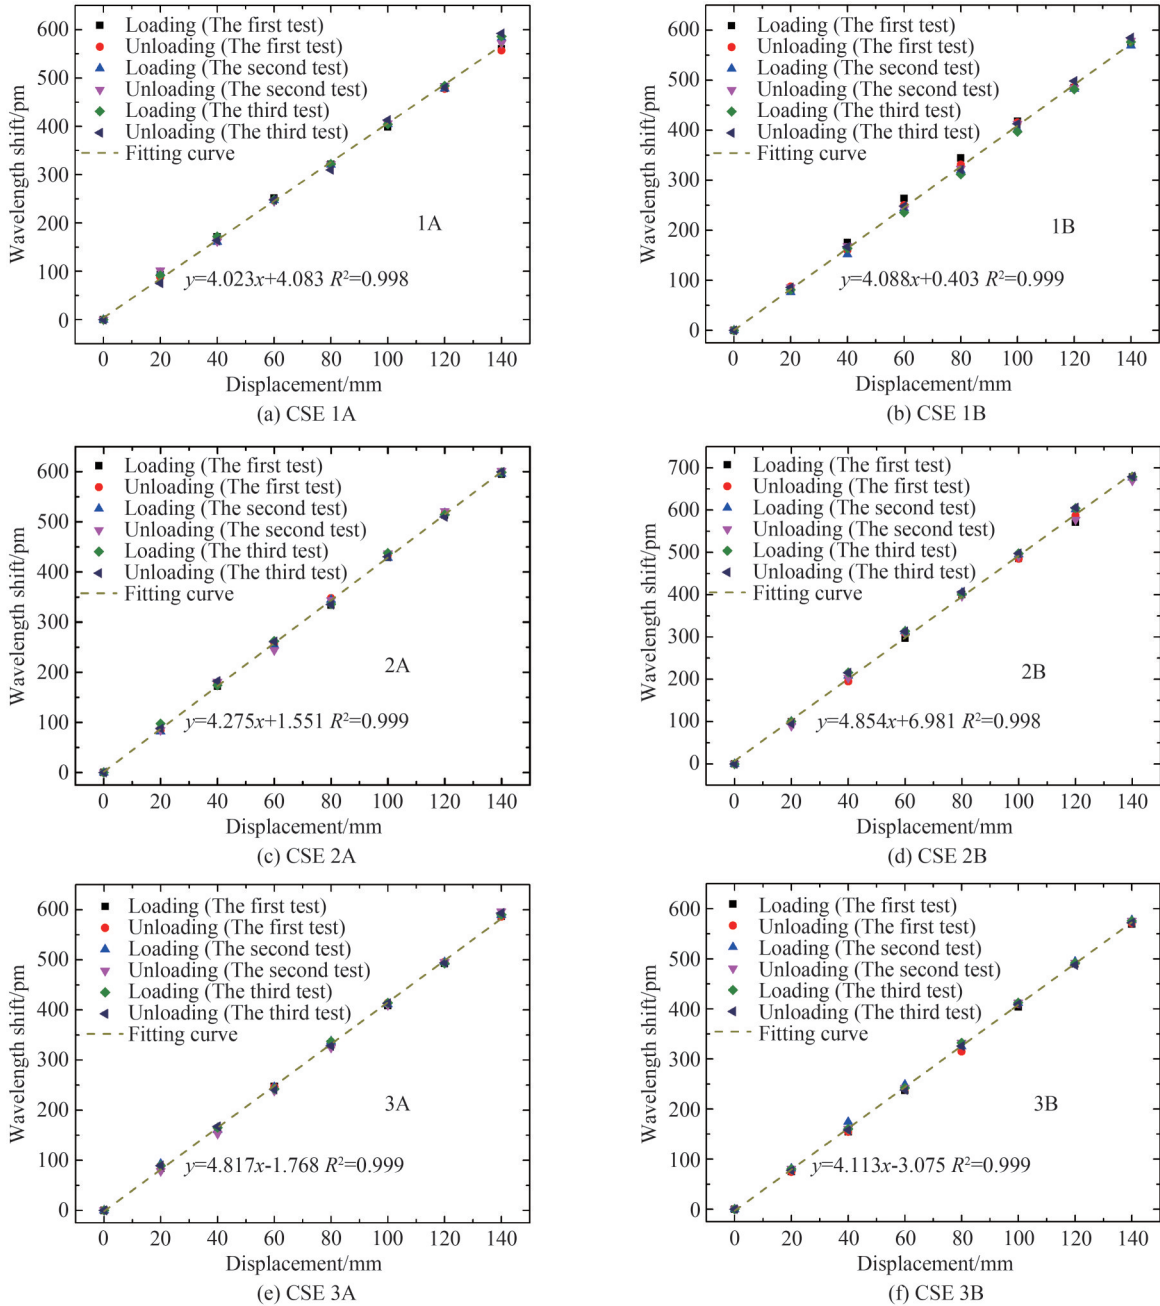 600
500
400
300
200
100
0
Wavelength shift/pm
Loading (The first test)
Unloading (The first test)
Loading (The second test)
Unloading (The second test)
Loading (The third test)
Unloading (The third test)
Fitting curve
1A
y=4.023x+4.083 R²=0.998
0 20 40 60 80 100 120 140
Displacement/mm
(a) CSE 1A
600
500
400
300
200
100
0
Wavelength shift/pm
Loading (The first test)
Unloading (The first test)
Loading (The second test)
Unloading (The second test)
Loading (The third test)
Unloading (The third test)
Fitting curve
1B
y=4.088x+0.403 R²=0.999
0 20 40 60 80 100 120 140
Displacement/mm
(b) CSE 1B
600
500
400
300
200
100
0
Wavelength shift/pm
Loading (The first test)
Unloading (The first test)
Loading (The second test)
Unloading (The second test)
Loading (The third test)
Unloading (The third test)
Fitting curve
2A
y=4.275x+1.551 R²=0.999
0 20 40 60 80 100 120 140
Displacement/mm
(c) CSE 2A
700
600
500
400
300
200
100
0
Wavelength shift/pm
Loading (The first test)
Unloading (The first test)
Loading (The second test)
Unloading (The second test)
Loading (The third test)
Unloading (The third test)
Fitting curve
2B
y=4.854x+6.981 R²=0.998
0 20 40 60 80 100 120 140
Displacement/mm
(d) CSE 2B
600
500
400
300
200
100
0
Wavelength shift/pm
Loading (The first test)
Unloading (The first test)
Loading (The second test)
Unloading (The second test)
Loading (The third test)
Unloading (The third test)
Fitting curve
3A
y=4.817x-1.768 R²=0.999
0 20 40 60 80 100 120 140
Displacement/mm
(e) CSE 3A
600
500
400
300
200
100
0
Wavelength shift/pm
Loading (The first test)
Unloading (The first test)
Loading (The second test)
Unloading (The second test)
Loading (The third test)
Unloading (The third test)
Fitting curve
3B
y=4.113x-3.075 R²=0.999
0 20 40 60 80 100 120 140
Displacement/mm
(f) CSE 3B